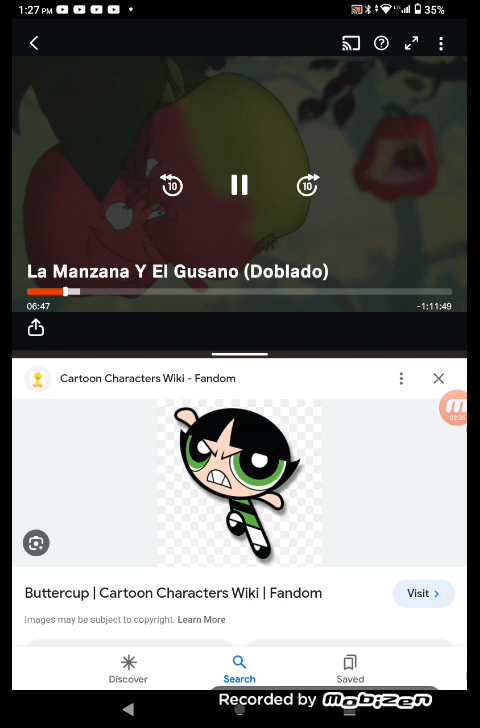 1:27 PM
35%
10
10
La Manzana Y El Gusano (Doblado)
06:47
-1:11:49
Cartoon Characters Wiki - Fandom
Buttercup | Cartoon Characters Wiki | Fandom
Visit
Images may be subject to copyright. Learn More
Discover
Search
Saved
Recorded by Mobizen